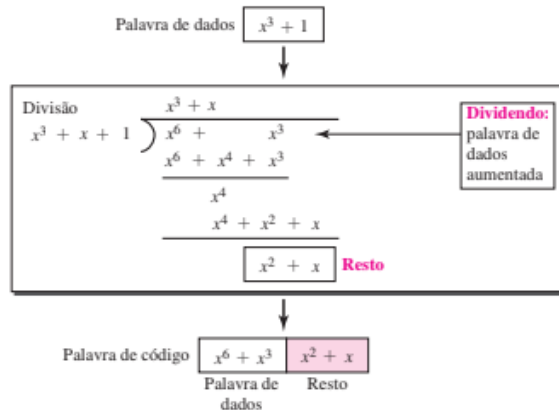 Palavra de dados x³ + 1
Divisão
x³ + x
x³ + x + 1 ) x⁶ + x³
x⁶ + x⁴ + x³
x⁴
x⁴ + x² + x
x² + x Resto
Dividendo:
palavra de
dados
aumentada
Palavra de código x⁶ + x³ x² + x
Palavra de Resto
dados